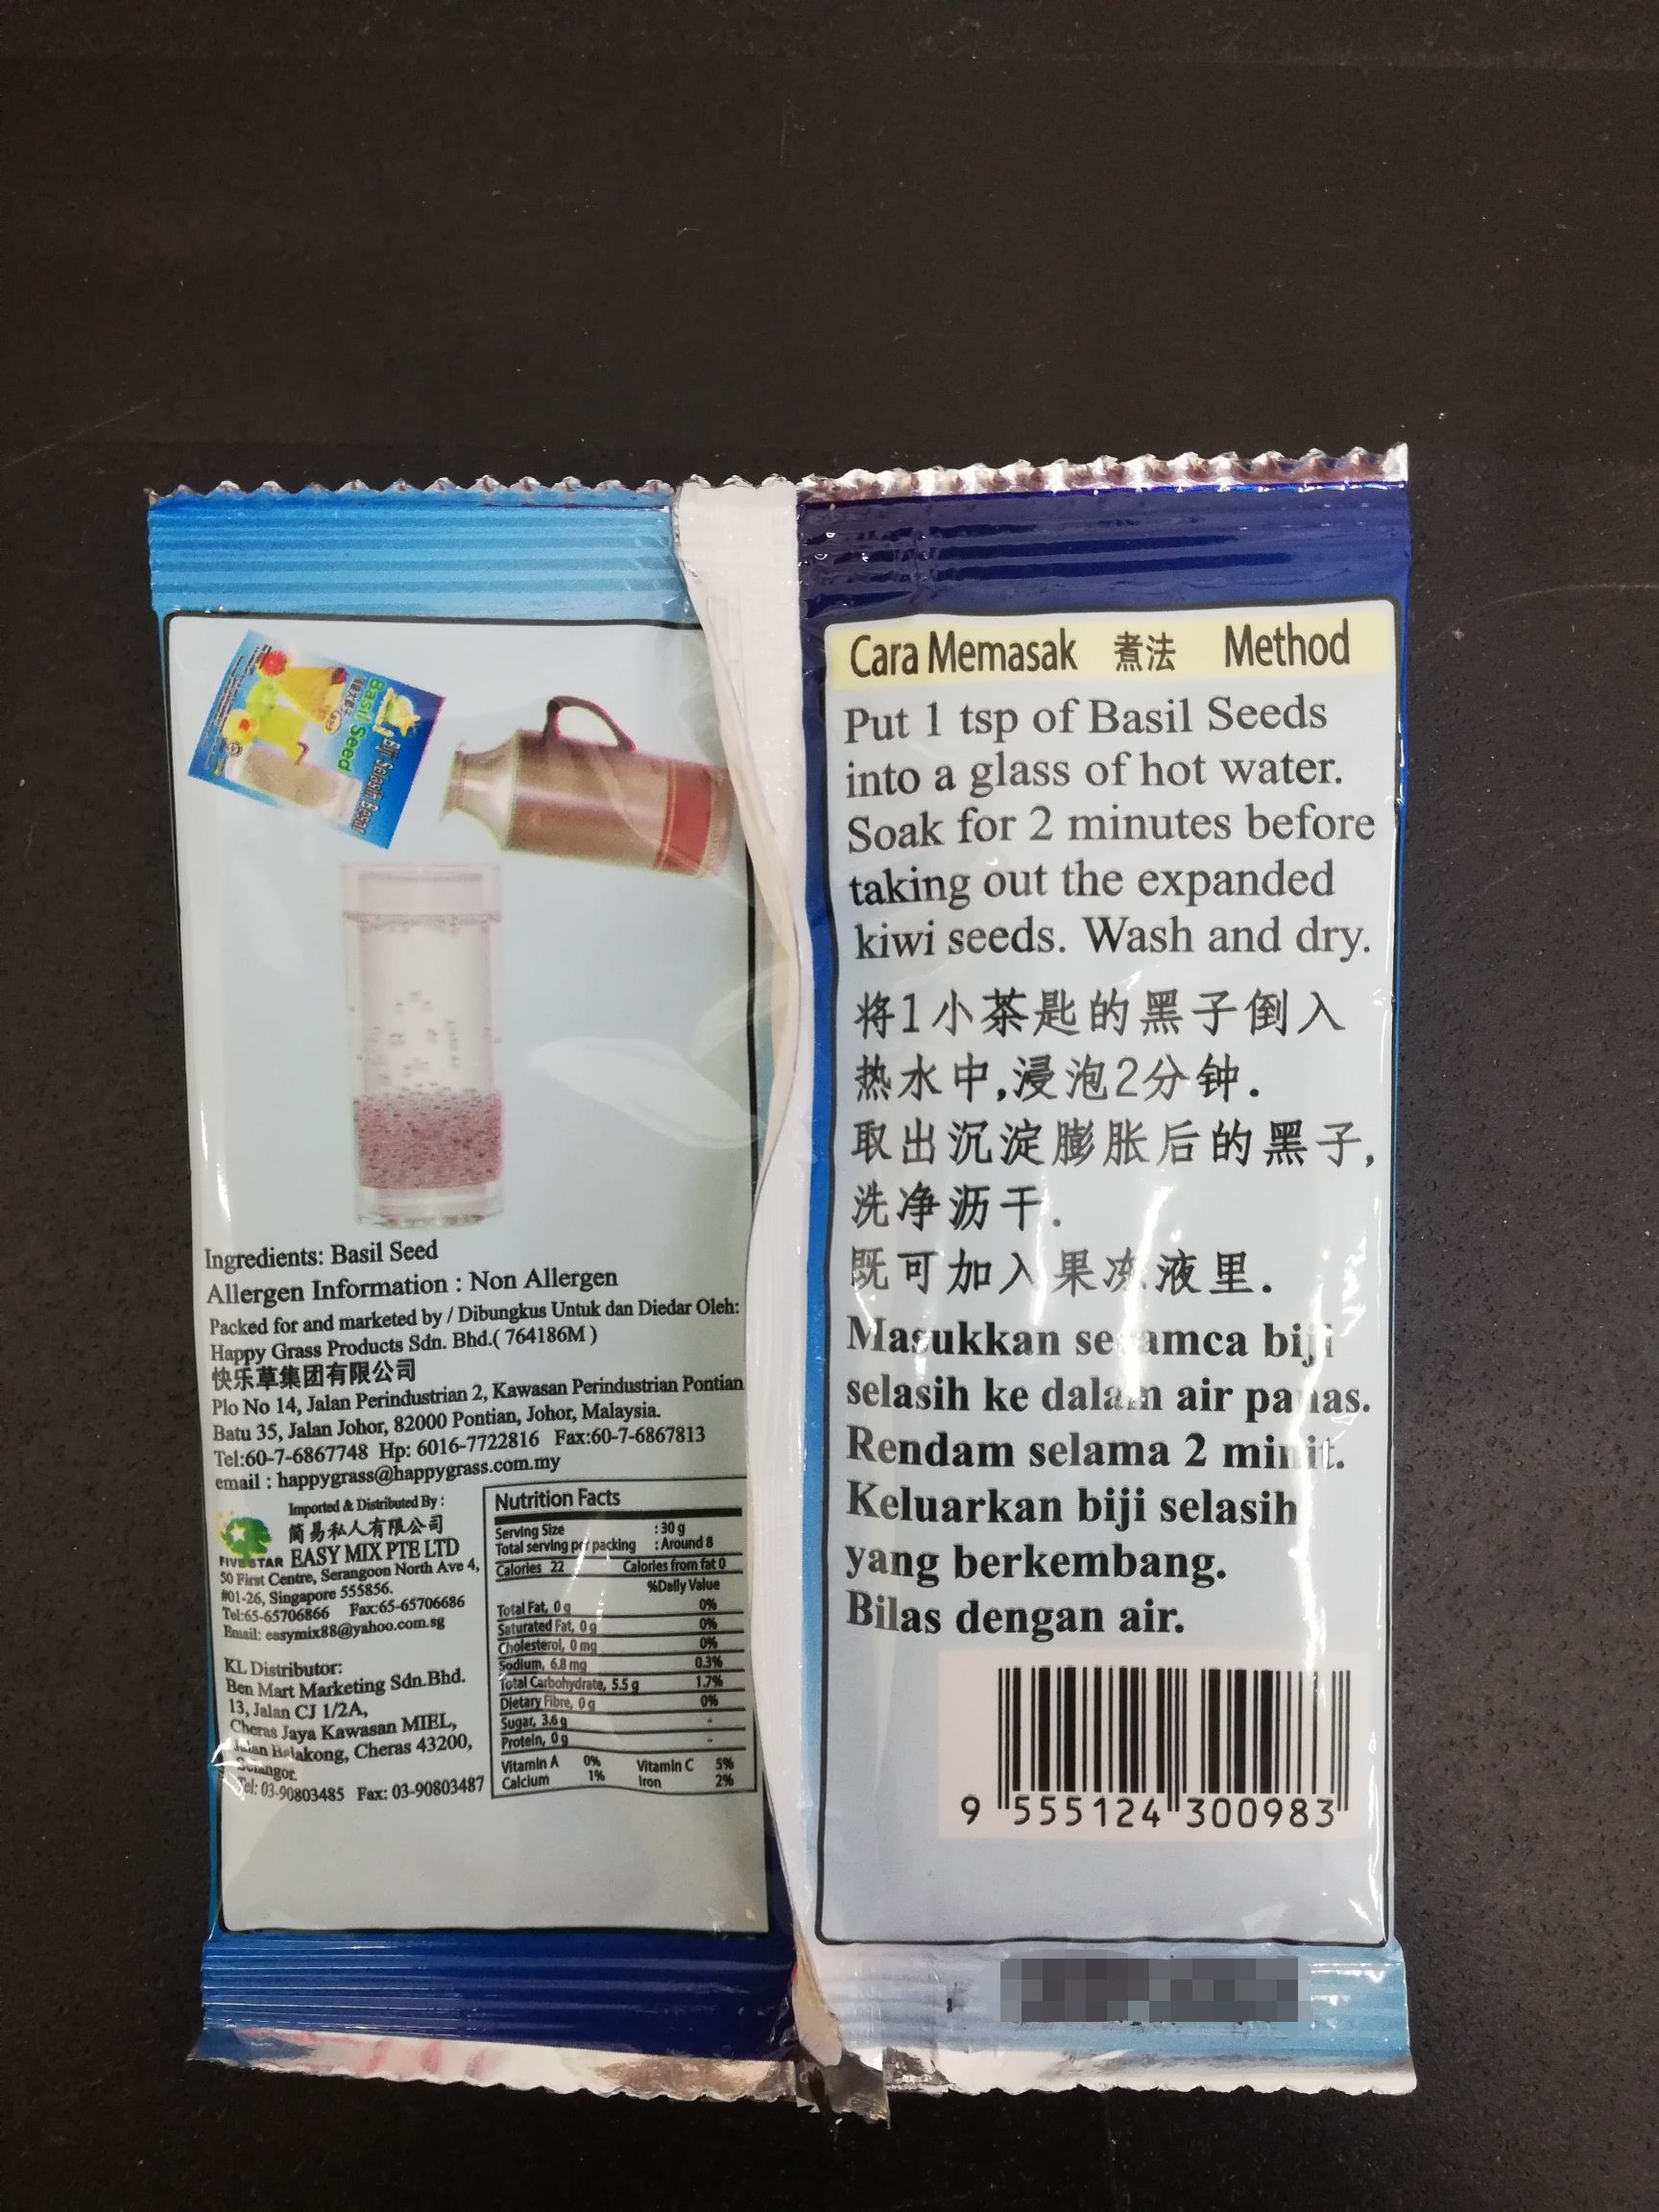 Biji Selasih Besar
Basil Seed
Ingredients: Basil Seed
Allergen Information : Non Allergen
Packed for and marketed by / Dibungkus Untuk dan Diedar Oleh:
Happy Grass Products Sdn. Bhd.( 764186M )
快乐草集团有限公司
Plo No 14, Jalan Perindustrian 2, Kawasan Perindustrian Pontian
Batu 35, Jalan Johor, 82000 Pontian, Johor, Malaysia.
Tel:60-7-6867748 Hp: 6016-7722816 Fax:60-7-6867813
email : happygrass@happygrass.com.my
Imported & Distributed By :
简易私人有限公司
FIVE STAR EASY MIX PTE LTD
50 First Centre, Serangoon North Ave 4,
#01-26, Singapore 555856.
Tel:65-65706866 Fax:65-65706686
Email: easymix88@yahoo.com.sg
KL Distributor:
Ben Mart Marketing Sdn.Bhd.
13, Jalan CJ 1/2A,
Cheras Jaya Kawasan MIEL,
Jalan Balakong, Cheras 43200,
Selangor.
Tel: 03-90803485 Fax: 03-90803487
Nutrition Facts
Serving Size : 30 g
Total serving per packing : Around 8
Calories 22 Calories from fat 0
%Daily Value
Total Fat, 0 g 0%
Saturated Fat, 0 g 0%
Cholesterol, 0 mg 0%
Sodium, 6.8 mg 0.3%
Total Carbohydrate, 5.5 g 1.7%
Dietary Fibre, 0 g 0%
Sugar, 3.6 g -
Protein, 0 g -
Vitamin A 0% Vitamin C 5%
Calcium 1% Iron 2%
Cara Memasak 煮法 Method
Put 1 tsp of Basil Seeds
into a glass of hot water.
Soak for 2 minutes before
taking out the expanded
kiwi seeds. Wash and dry.
将1小茶匙的黑子倒入
热水中,浸泡2分钟.
取出沉淀膨胀后的黑子,
洗净沥干.
既可加入果冻液里.
Masukkan secamca biji
selasih ke dalam air panas.
Rendam selama 2 minit.
Keluarkan biji selasih
yang berkembang.
Bilas dengan air.
9 555124 300983